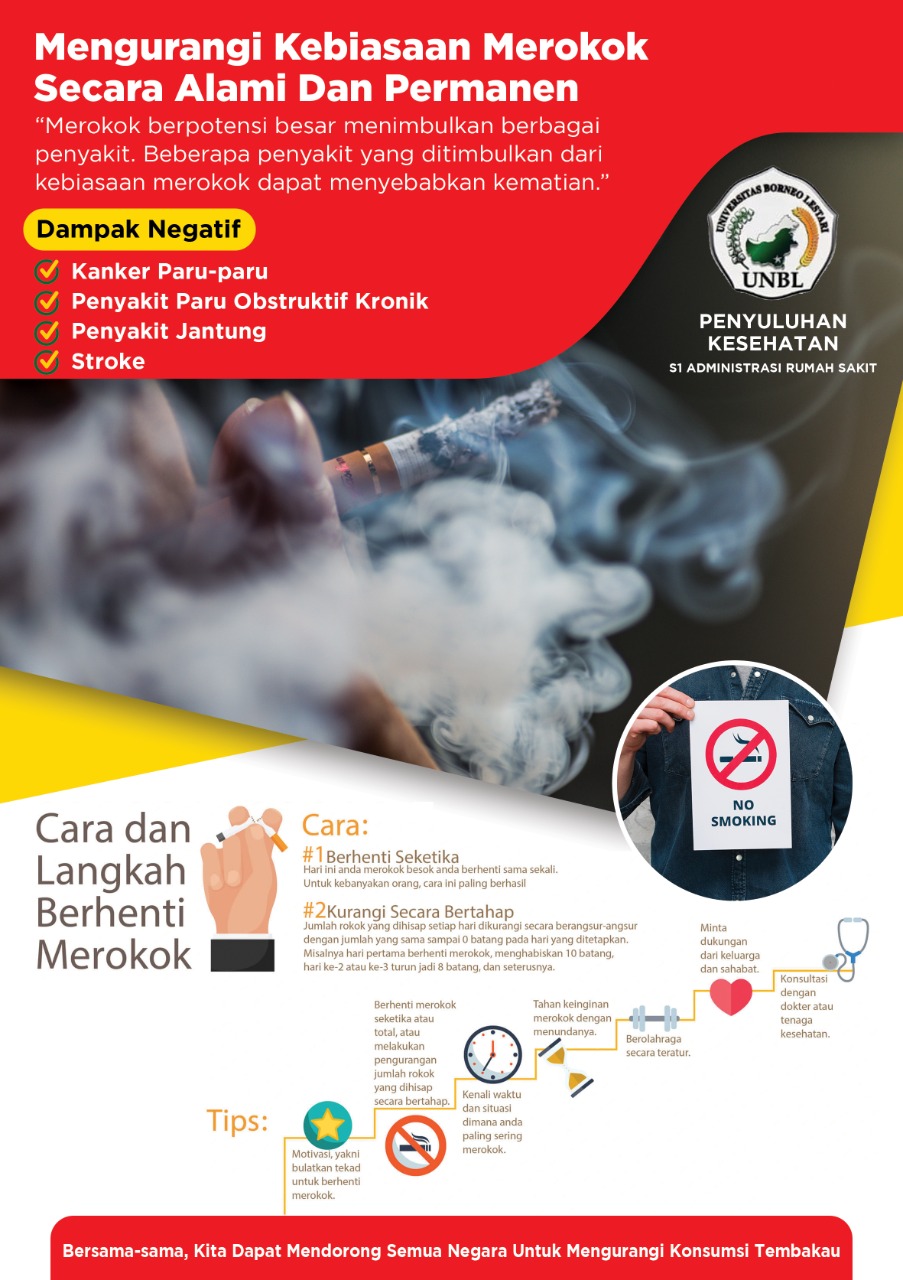 Mengurangi Kebiasaan Merokok
Secara Alami Dan Permanen
“Merokok berpotensi besar menimbulkan berbagai
penyakit. Beberapa penyakit yang ditimbulkan dari
kebiasaan merokok dapat menyebabkan kematian.”
Dampak Negatif
Kanker Paru-paru
Penyakit Paru Obstruktif Kronik
Penyakit Jantung
Stroke
UNIVERSITAS BORNEO LESTARI
UNBL
PENYULUHAN
KESEHATAN
S1 ADMINISTRASI RUMAH SAKIT
NO
SMOKING
Cara dan
Langkah
Berhenti
Merokok
Cara:
#1Berhenti Seketika
Hari ini anda merokok besok anda berhenti sama sekali.
Untuk kebanyakan orang, cara ini paling berhasil
#2Kurangi Secara Bertahap
Jumlah rokok yang dihisap setiap hari dikurangi secara berangsur-angsur
dengan jumlah yang sama sampai 0 batang pada hari yang ditetapkan.
Misalnya hari pertama berhenti merokok, menghabiskan 10 batang,
hari ke-2 atau ke-3 turun jadi 8 batang, dan seterusnya.
Tips:
Motivasi, yakni
bulatkan tekad
untuk berhenti
merokok.
Berhenti merokok
seketika atau
total, atau
melakukan
pengurangan
jumlah rokok
yang dihisap
secara bertahap.
Kenali waktu
dan situasi
dimana anda
paling sering
merokok.
Tahan keinginan
merokok dengan
menundanya.
Berolahraga
secara teratur.
Minta
dukungan
dari keluarga
dan sahabat.
Konsultasi
dengan
dokter atau
tenaga
kesehatan.
Bersama-sama, Kita Dapat Mendorong Semua Negara Untuk Mengurangi Konsumsi Tembakau